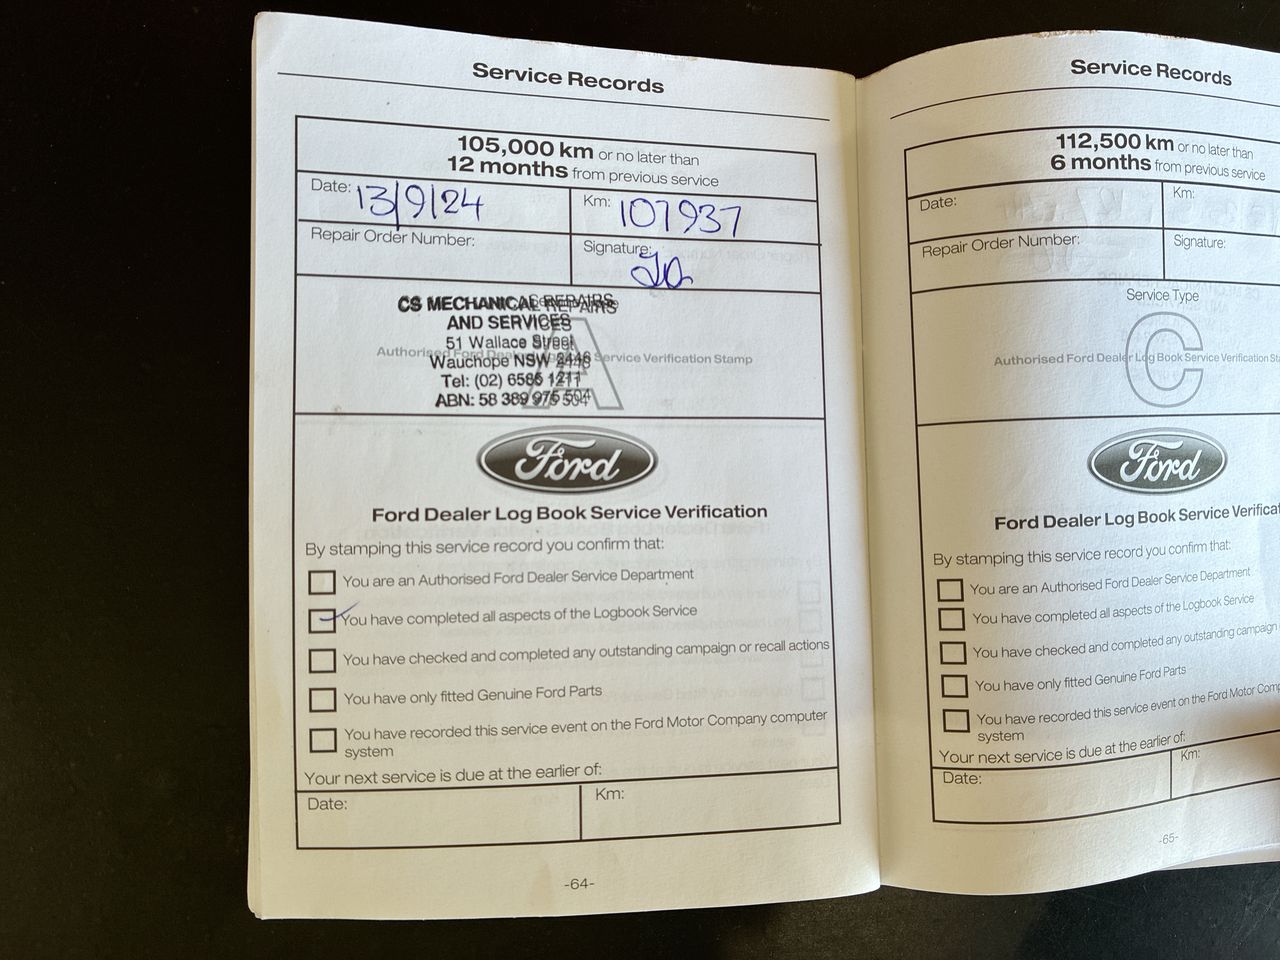 Service Records
105,000 km or no later than
12 months from previous service
Date: 13/9/24
Km: 107937
Repair Order Number:
Signature:
CS MECHANICAL REPAIRS
AND SERVICES
51 Wallace Street
Authorised Ford Dealer Service Verification Stamp
Wauchope NSW 2446
Tel: (02) 6585 1211
ABN: 58 389 975 504
A
Ford
Ford Dealer Log Book Service Verification
By stamping this service record you confirm that:
You are an Authorised Ford Dealer Service Department
You have completed all aspects of the Logbook Service
You have checked and completed any outstanding campaign or recall actions
You have only fitted Genuine Ford Parts
You have recorded this service event on the Ford Motor Company computer
system
Your next service is due at the earlier of:
Date:
Km:
-64-
Service Records
112,500 km or no later than
6 months from previous service
Date:
Km:
Repair Order Number:
Signature:
Service Type
C
Authorised Ford Dealer Log Book Service Verification Sta
Ford
Ford Dealer Log Book Service Verificat
By stamping this service record you confirm that:
You are an Authorised Ford Dealer Service Department
You have completed all aspects of the Logbook Service
You have checked and completed any outstanding campaign
You have only fitted Genuine Ford Parts
You have recorded this service event on the Ford Motor Comp
system
Your next service is due at the earlier of:
Date:
Km:
-65-